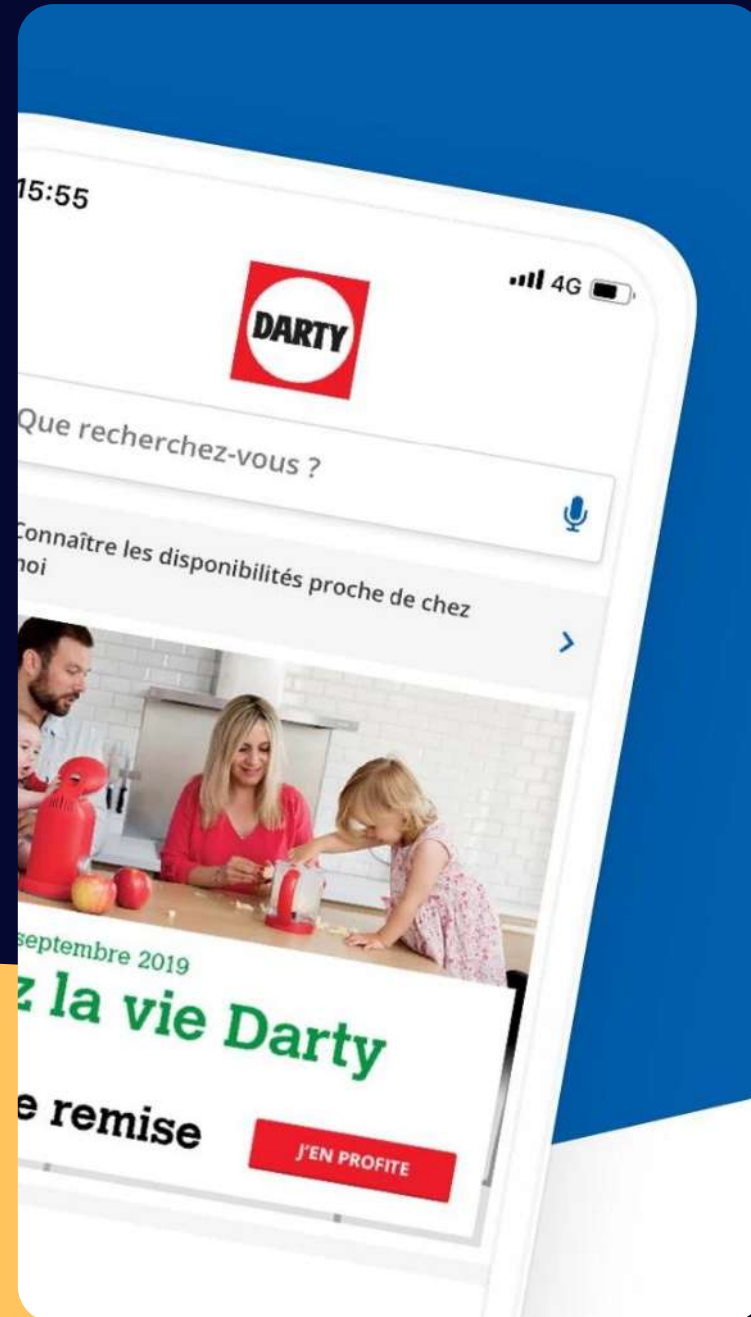 15:55
4G
DARTY
Que recherchez-vous ?
Connaître les disponibilités proche de chez
moi
septembre 2019
z la vie Darty
e remise
J'EN PROFITE